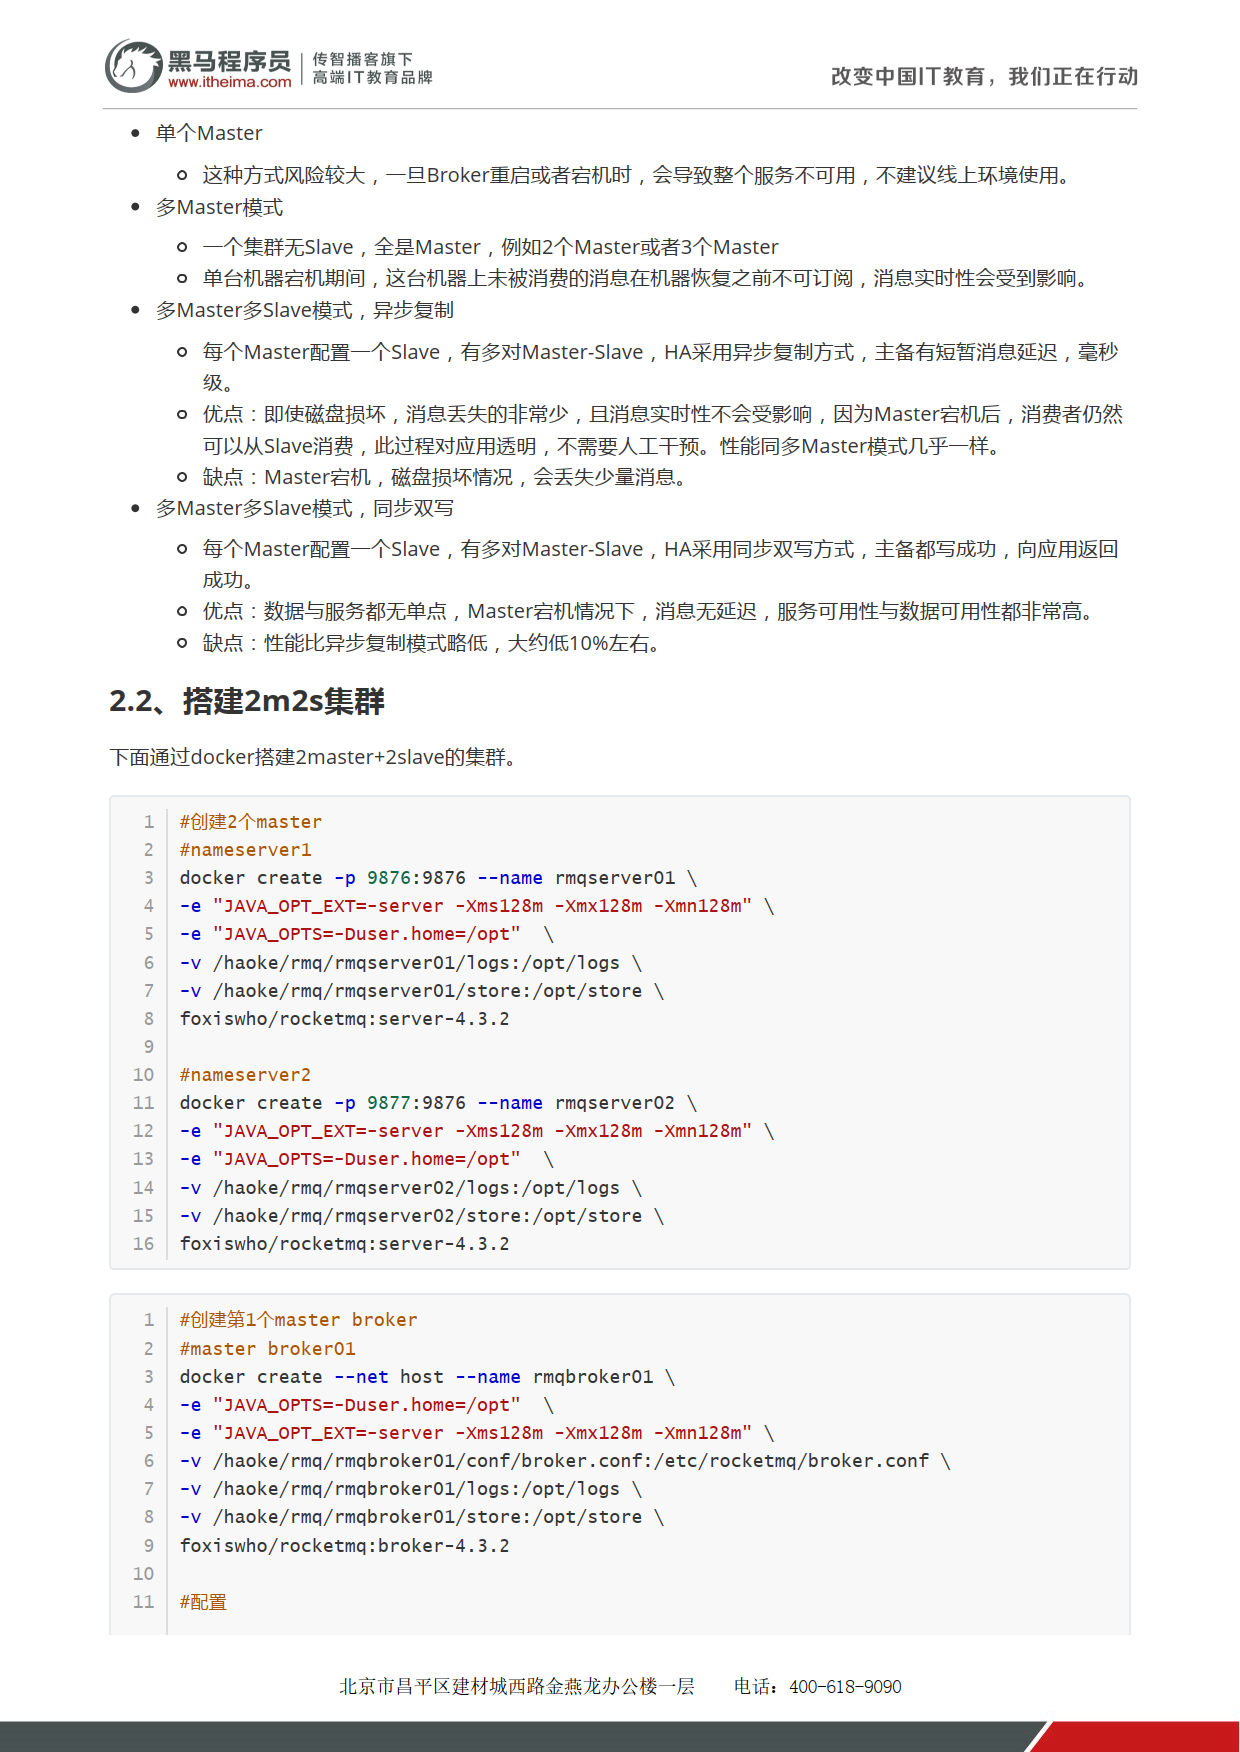 黑马程序员
www.itheima.com
传智播客旗下
高端IT教育品牌
改变中国IT教育，我们正在行动
单个Master
这种方式风险较大，一旦Broker重启或者宕机时，会导致整个服务不可用，不建议线上环境使用。
多Master模式
一个集群无Slave，全是Master，例如2个Master或者3个Master
单台机器宕机期间，这台机器上未被消费的消息在机器恢复之前不可订阅，消息实时性会受到影响。
多Master多Slave模式，异步复制
每个Master配置一个Slave，有多对Master-Slave，HA采用异步复制方式，主备有短暂消息延迟，毫秒
级。
优点：即使磁盘损坏，消息丢失的非常少，且消息实时性不会受影响，因为Master宕机后，消费者仍然
可以从Slave消费，此过程对应用透明，不需要人工干预。性能同多Master模式几乎一样。
缺点：Master宕机，磁盘损坏情况，会丢失少量消息。
多Master多Slave模式，同步双写
每个Master配置一个Slave，有多对Master-Slave，HA采用同步双写方式，主备都写成功，向应用返回
成功。
优点：数据与服务都无单点，Master宕机情况下，消息无延迟，服务可用性与数据可用性都非常高。
缺点：性能比异步复制模式略低，大约低10%左右。
2.2、搭建2m2s集群
下面通过docker搭建2master+2slave的集群。
1 #创建2个master
2 #nameserver1
3 docker create -p 9876:9876 --name rmqserver01 \
4 -e "JAVA_OPT_EXT=-server -Xms128m -Xmx128m -Xmn128m" \
5 -e "JAVA_OPTS=-Duser.home=/opt"  \
6 -v /haoke/rmq/rmqserver01/logs:/opt/logs \
7 -v /haoke/rmq/rmqserver01/store:/opt/store \
8 foxiswho/rocketmq:server-4.3.2
9
10 #nameserver2
11 docker create -p 9877:9876 --name rmqserver02 \
12 -e "JAVA_OPT_EXT=-server -Xms128m -Xmx128m -Xmn128m" \
13 -e "JAVA_OPTS=-Duser.home=/opt"  \
14 -v /haoke/rmq/rmqserver02/logs:/opt/logs \
15 -v /haoke/rmq/rmqserver02/store:/opt/store \
16 foxiswho/rocketmq:server-4.3.2
1 #创建第1个master broker
2 #master broker01
3 docker create --net host --name rmqbroker01 \
4 -e "JAVA_OPTS=-Duser.home=/opt"  \
5 -e "JAVA_OPT_EXT=-server -Xms128m -Xmx128m -Xmn128m" \
6 -v /haoke/rmq/rmqbroker01/conf/broker.conf:/etc/rocketmq/broker.conf \
7 -v /haoke/rmq/rmqbroker01/logs:/opt/logs \
8 -v /haoke/rmq/rmqbroker01/store:/opt/store \
9 foxiswho/rocketmq:broker-4.3.2
10
11 #配置
北京市昌平区建材城西路金燕龙办公楼一层 电话：400-618-9090